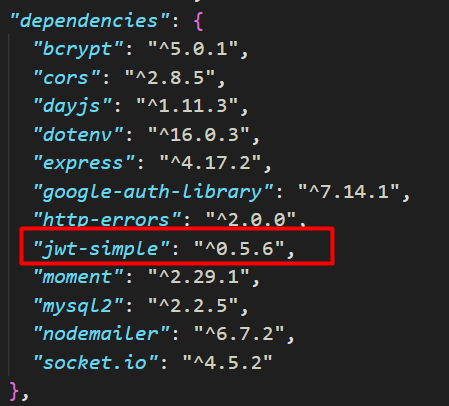 "dependencies": {
"bcrypt": "^5.0.1",
"cors": "^2.8.5",
"dayjs": "^1.11.3",
"dotenv": "^16.0.3",
"express": "^4.17.2",
"google-auth-library": "^7.14.1",
"http-errors": "^2.0.0",
"jwt-simple": "^0.5.6",
"moment": "^2.29.1",
"mysql2": "^2.2.5",
"nodemailer": "^6.7.2",
"socket.io": "^4.5.2"
},